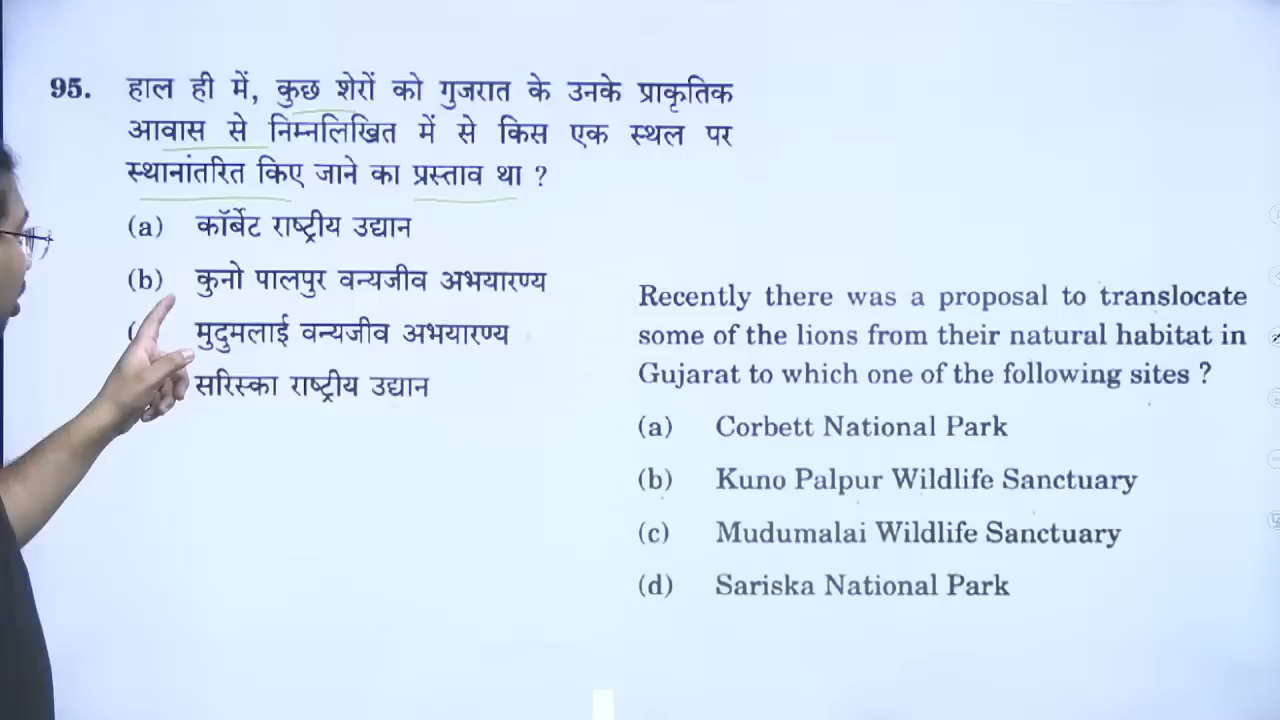 95. हाल ही में, कुछ शेरों को गुजरात के उनके प्राकृतिक
आवास से निम्नलिखित में से किस एक स्थल पर
स्थानांतरित किए जाने का प्रस्ताव था ?
(a) कॉर्बेट राष्ट्रीय उद्यान
(b) कुनो पालपुर वन्यजीव अभयारण्य
( मुदुमलाई वन्यजीव अभयारण्य
सरिस्का राष्ट्रीय उद्यान
Recently there was a proposal to translocate
some of the lions from their natural habitat in
Gujarat to which one of the following sites ?
(a) Corbett National Park
(b) Kuno Palpur Wildlife Sanctuary
(c) Mudumalai Wildlife Sanctuary
(d) Sariska National Park